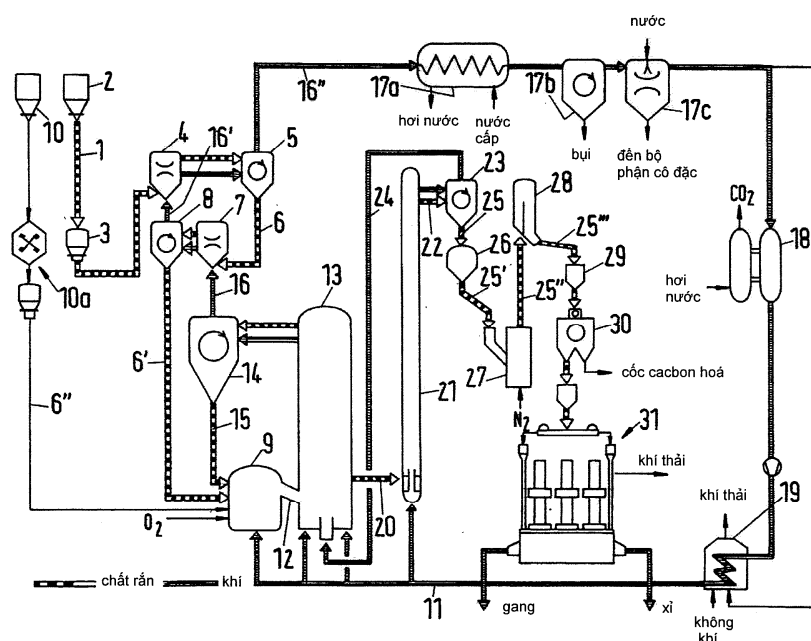 nước
10
2
1
3
10a
4
16'
5
8
7
6
16
16"
17a
hơi nước
nước
cấp
17b
bụi
17c
đến bộ
phận cô đặc
24
23
25
22
26
25'
28
25'''
25"
29
30
27
N2
cốc cacbon hoá
CO2
18
hơi
nước
13
14
15
6'
6"
9
O2
12
20
21
31
khí thải
khí thải
19
chất rắn
khí
11
gang
xỉ
không
khí